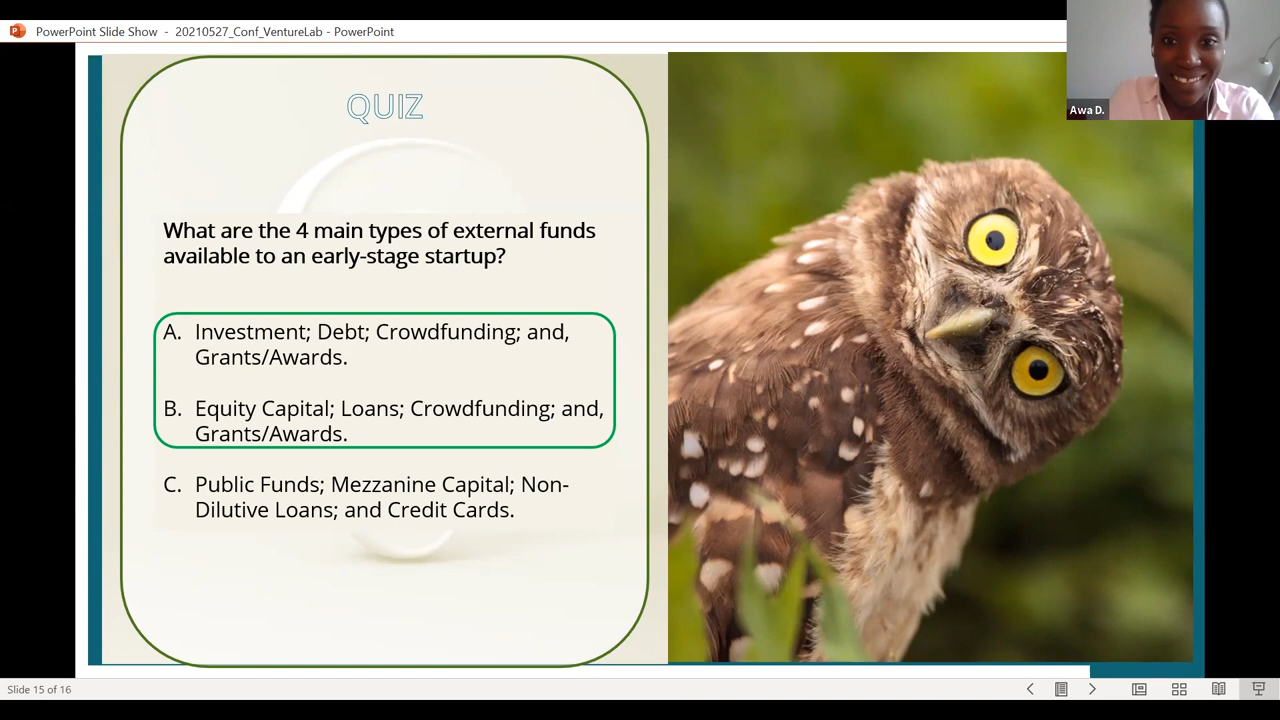 PowerPoint Slide Show - 20210527_Conf_VentureLab - PowerPoint
Awa D.
QUIZ
What are the 4 main types of external funds
available to an early-stage startup?
A. Investment; Debt; Crowdfunding; and,
Grants/Awards.
B. Equity Capital; Loans; Crowdfunding; and,
Grants/Awards.
C. Public Funds; Mezzanine Capital; Non-
Dilutive Loans; and Credit Cards.
Slide 15 of 16